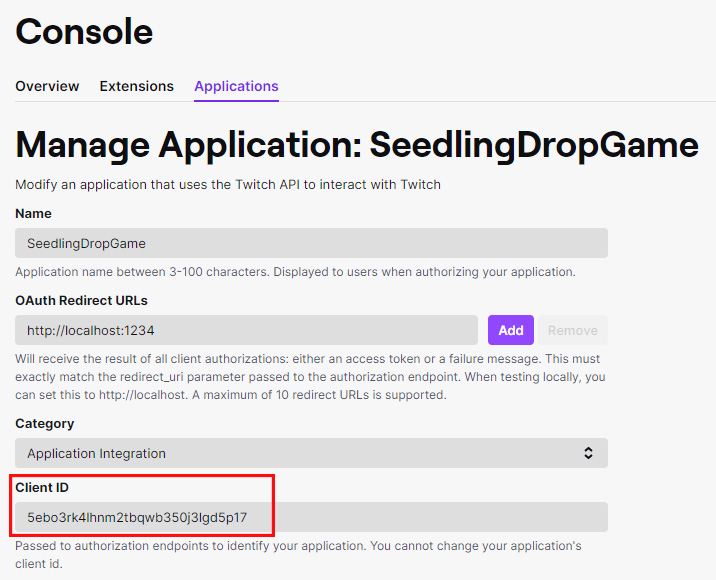 Console
Overview Extensions Applications
Manage Application: SeedlingDropGame
Modify an application that uses the Twitch API to interact with Twitch
Name
SeedlingDropGame
Application name between 3-100 characters. Displayed to users when authorizing your application.
OAuth Redirect URLs
http://localhost:1234 Add Remove
Will receive the result of all client authorizations: either an access token or a failure message. This must
exactly match the redirect_uri parameter passed to the authorization endpoint. When testing locally, you
can set this to http://localhost. A maximum of 10 redirect URLs is supported.
Category
Application Integration
Client ID
5ebo3rk4lhnm2tbqwb350j3lgd5p17
Passed to authorization endpoints to identify your application. You cannot change your application's
client id.